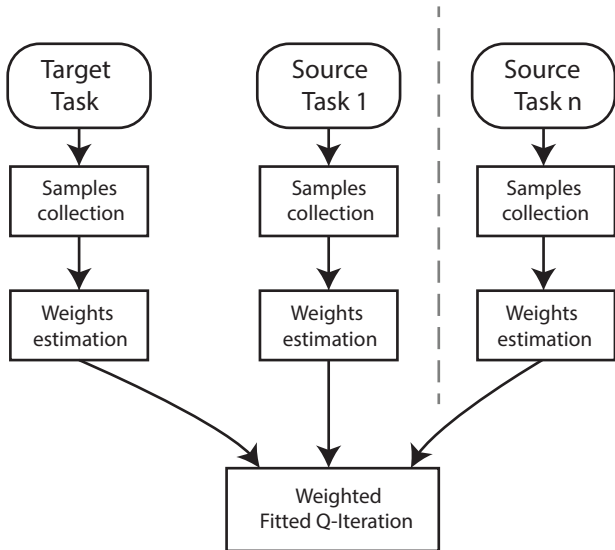 Target
Task
Source
Task 1
Source
Task n
Samples
collection
Samples
collection
Samples
collection
Weights
estimation
Weights
estimation
Weights
estimation
Weighted
Fitted Q-Iteration